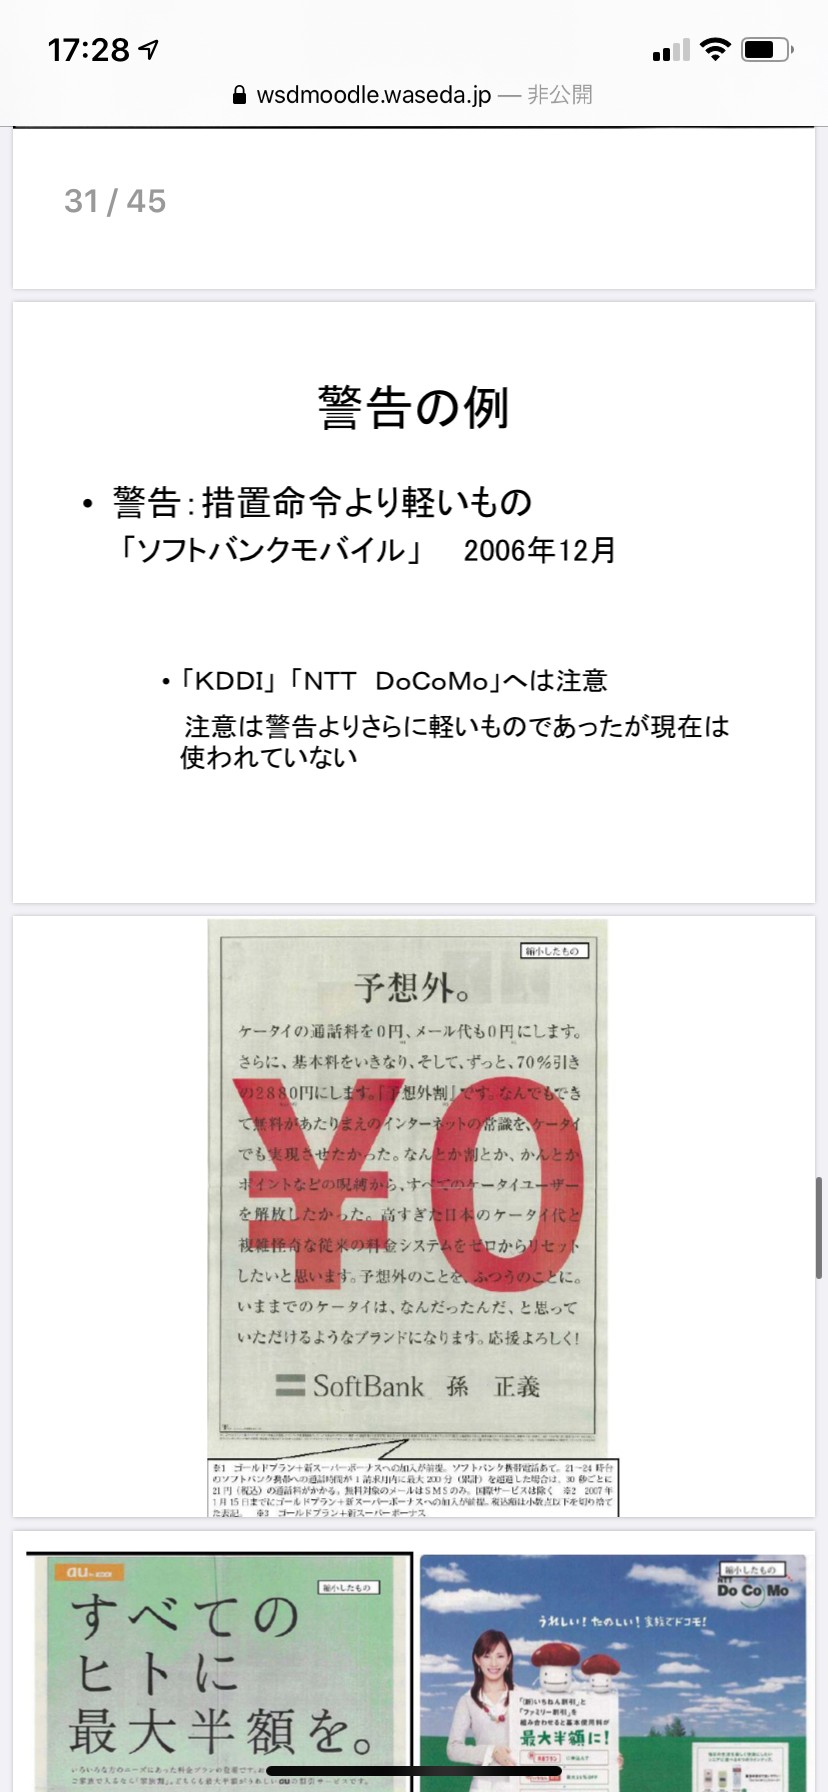 17:28
wsdmoodle.waseda.jp — 非公開
31 / 45
警告の例
• 警告：措置命令より軽いもの
「ソフトバンクモバイル」　2006年12月
•「KDDI」「NTT　DoCoMo」へは注意
注意は警告よりさらに軽いものであったが現在は
使われていない
縮小したもの
予想外。
ケータイの通話料を0円、メール代も0円にします。
さらに、基本料をいきなり、そして、ずっと、70%引き
の2880円にします。「予想外割」です。なんでもでき
て無料があたりまえのインターネットの常識を、ケータイ
でも実現させたかった。なんとか割とか、かんとか
ポイントなどの呪縛から、すべてのケータイユーザー
を解放したかった。高すぎた日本のケータイ代と
複雑怪奇な従来の料金システムをゼロからリセット
したいと思います。予想外のことを、ふつうのことに。
いままでのケータイは、なんだったんだ、と思って
いただけるようなブランドになります。応援よろしく!
¥0
SoftBank 孫 正義
※1 ゴールドプラン+新スーパーボーナスへの加入が前提。ソフトバンク携帯電話あて。21〜24 時台
のソフトバンク携帯への通話時間が 1 請求月内に最大 200 分（累計）を超過した場合は、30 秒ごとに
21 円（税込）の通話料がかかる。無料対象のメールは SMS のみ。国際サービスは除く ※2 2007 年
1 月 15 日までにゴールドプラン+新スーパーボーナスへの加入が前提。税込額は小数点以下を切り捨て
た表記。 ※3 ゴールドプラン+新スーパーボーナス
au
縮小したもの
すべての
ヒトに
最大半額を。
縮小したもの
NTT
DoCoMo
うれしい!たのしい!家族でドコモ!
「(新)いちねん割引」と
「ファミリー割引」を
組み合わせると基本使用料が
最大半額に!